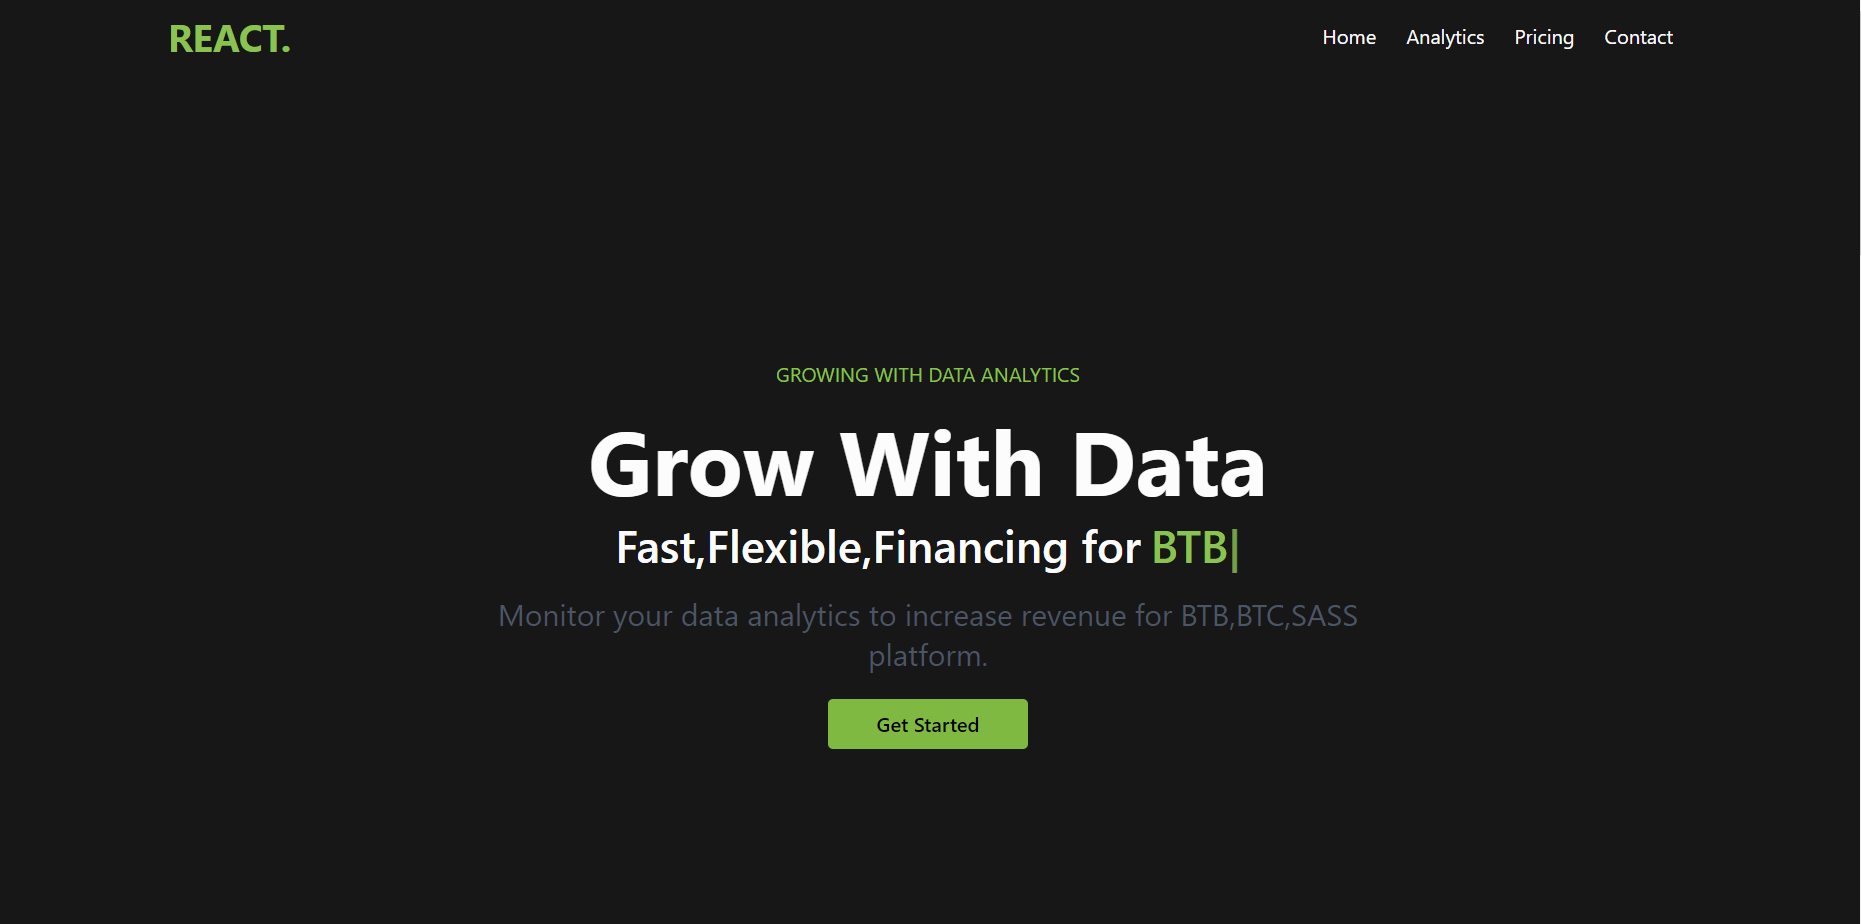 REACT.
Home Analytics Pricing Contact
GROWING WITH DATA ANALYTICS
Grow With Data
Fast,Flexible,Financing for BTB|
Monitor your data analytics to increase revenue for BTB,BTC,SASS
platform.
Get Started